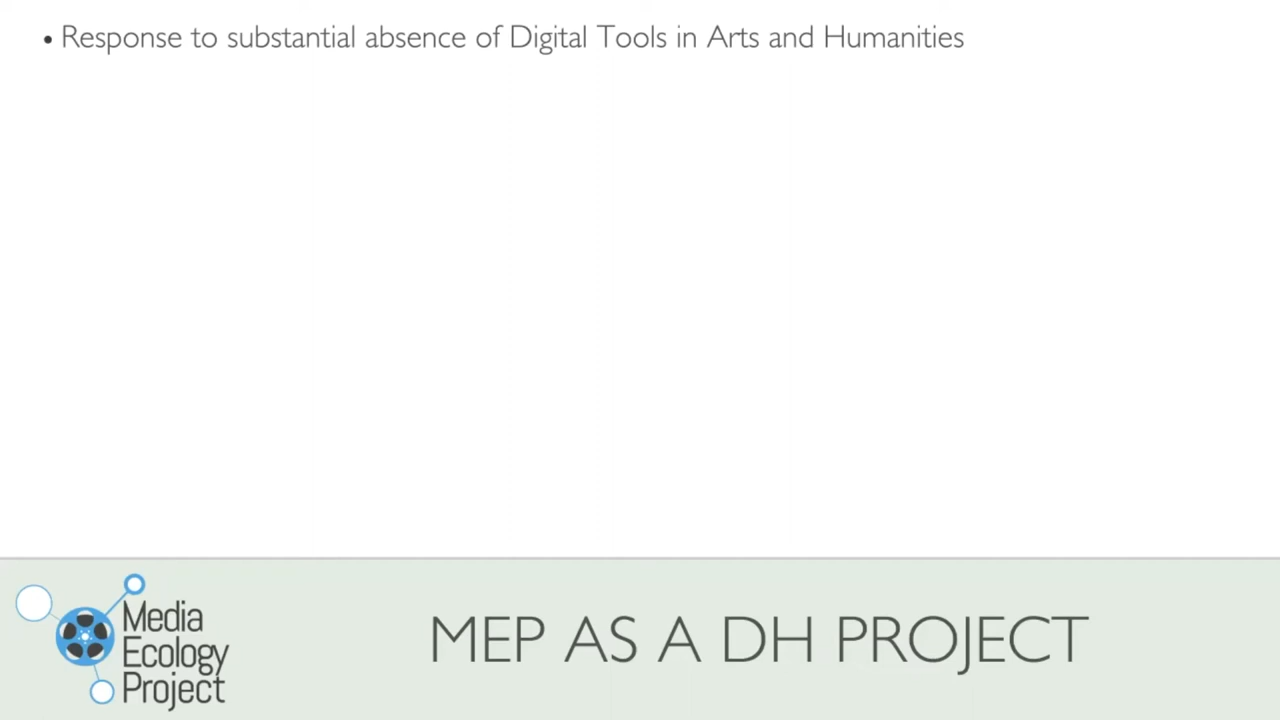 • Response to substantial absence of Digital Tools in Arts and Humanities
Media
Ecology
Project
MEP AS A DH PROJECT